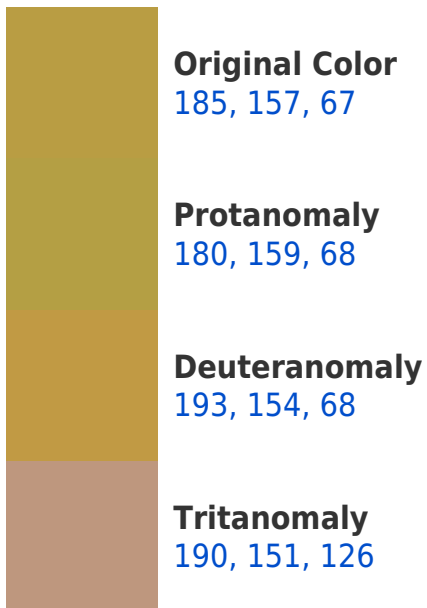 Original Color
185, 157, 67
Protanomaly
180, 159, 68
Deuteranomaly
193, 154, 68
Tritanomaly
190, 151, 126